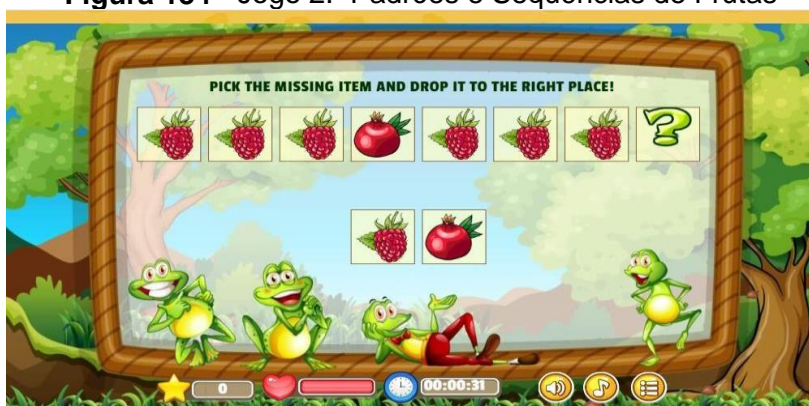 Jogo 2: Padrões e Sequências de Frutas
PICK THE MISSING ITEM AND DROP IT TO THE RIGHT PLACE!
?
0
00:00:31